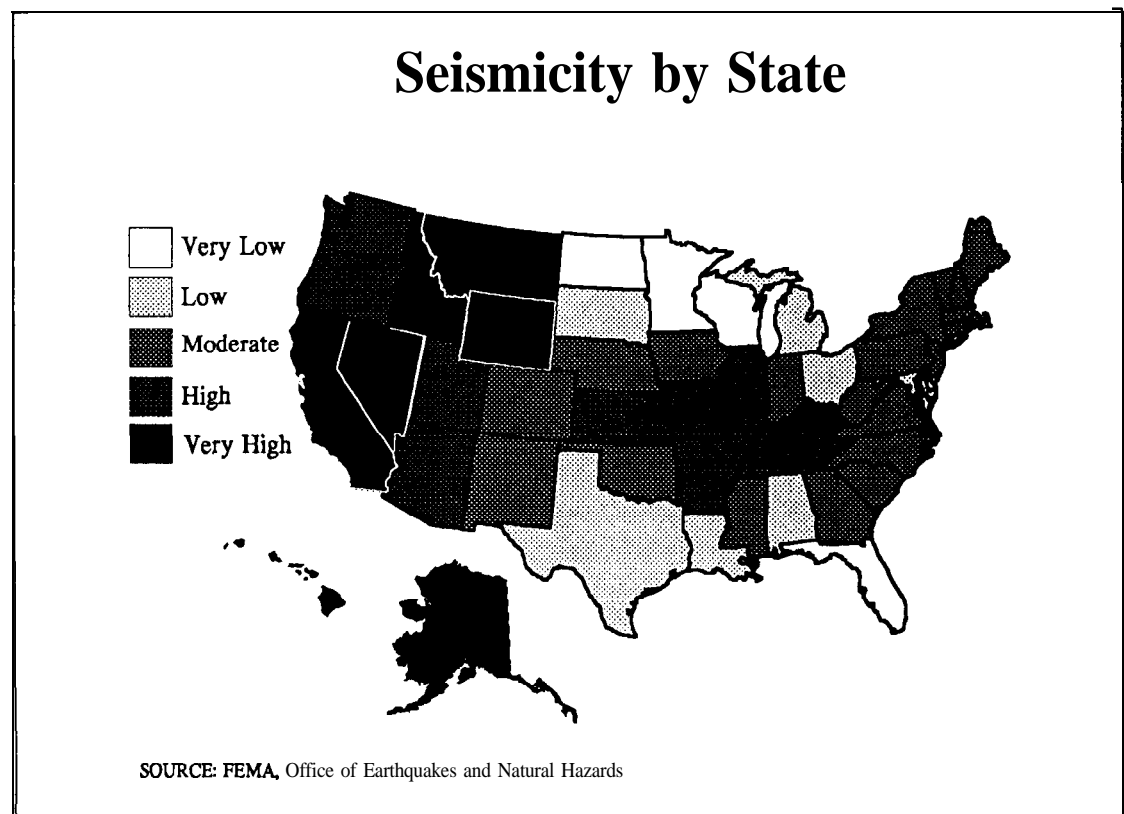 Seismicity by State
Very Low
Low
Moderate
High
Very High
SOURCE: FEMA, Office of Earthquakes and Natural Hazards